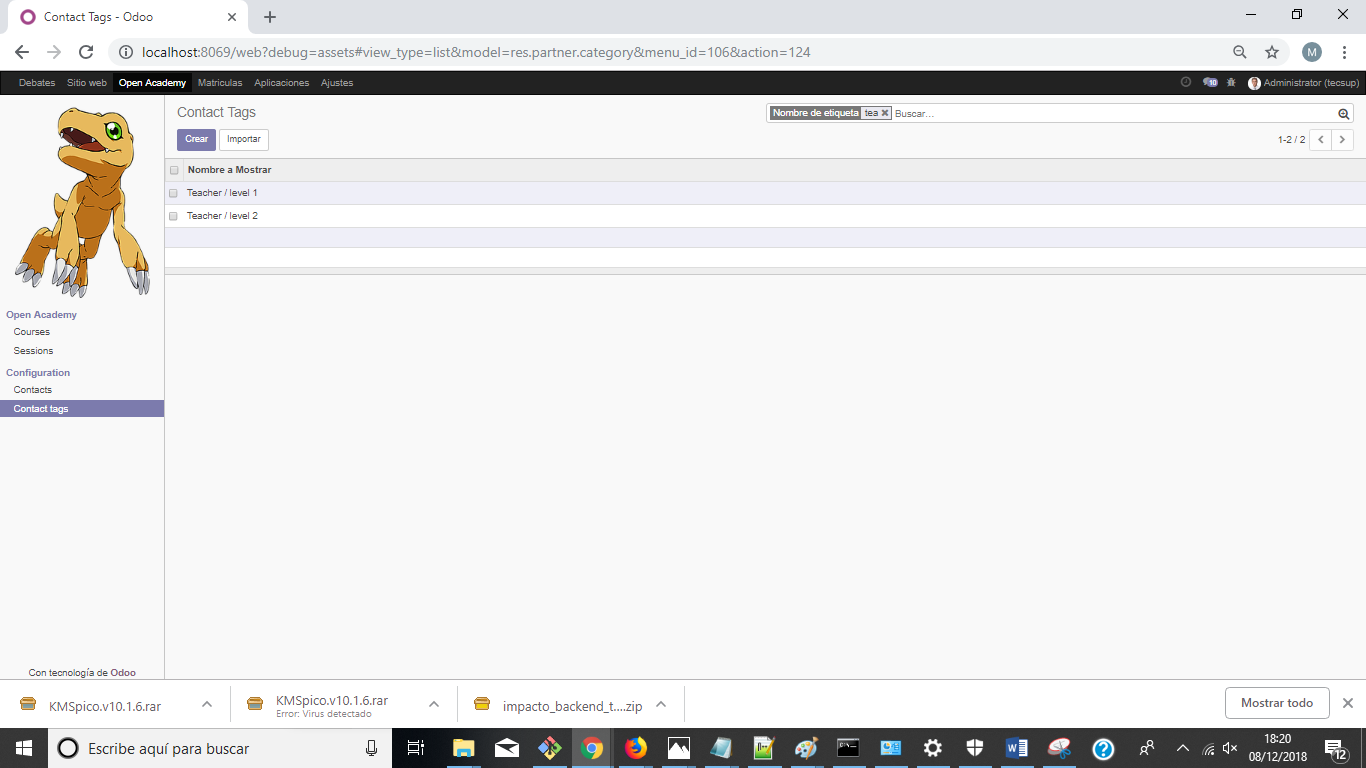 Contact Tags - Odoo
localhost:8069/web?debug=assets#view_type=list&model=res.partner.category&menu_id=106&action=124
M
Debates Sitio web Open Academy Matriculas Aplicaciones Ajustes 10 Administrator (tecsup)
Contact Tags
Nombre de etiqueta tea Buscar...
Crear Importar
1-2 / 2
Nombre a Mostrar
Teacher / level 1
Teacher / level 2
Open Academy
Courses
Sessions
Configuration
Contacts
Contact tags
Con tecnología de Odoo
KMSpico.v10.1.6.rar
KMSpico.v10.1.6.rar
Error: Virus detectado
impacto_backend_t....zip
Mostrar todo
Escribe aquí para buscar
18:20
08/12/2018
12